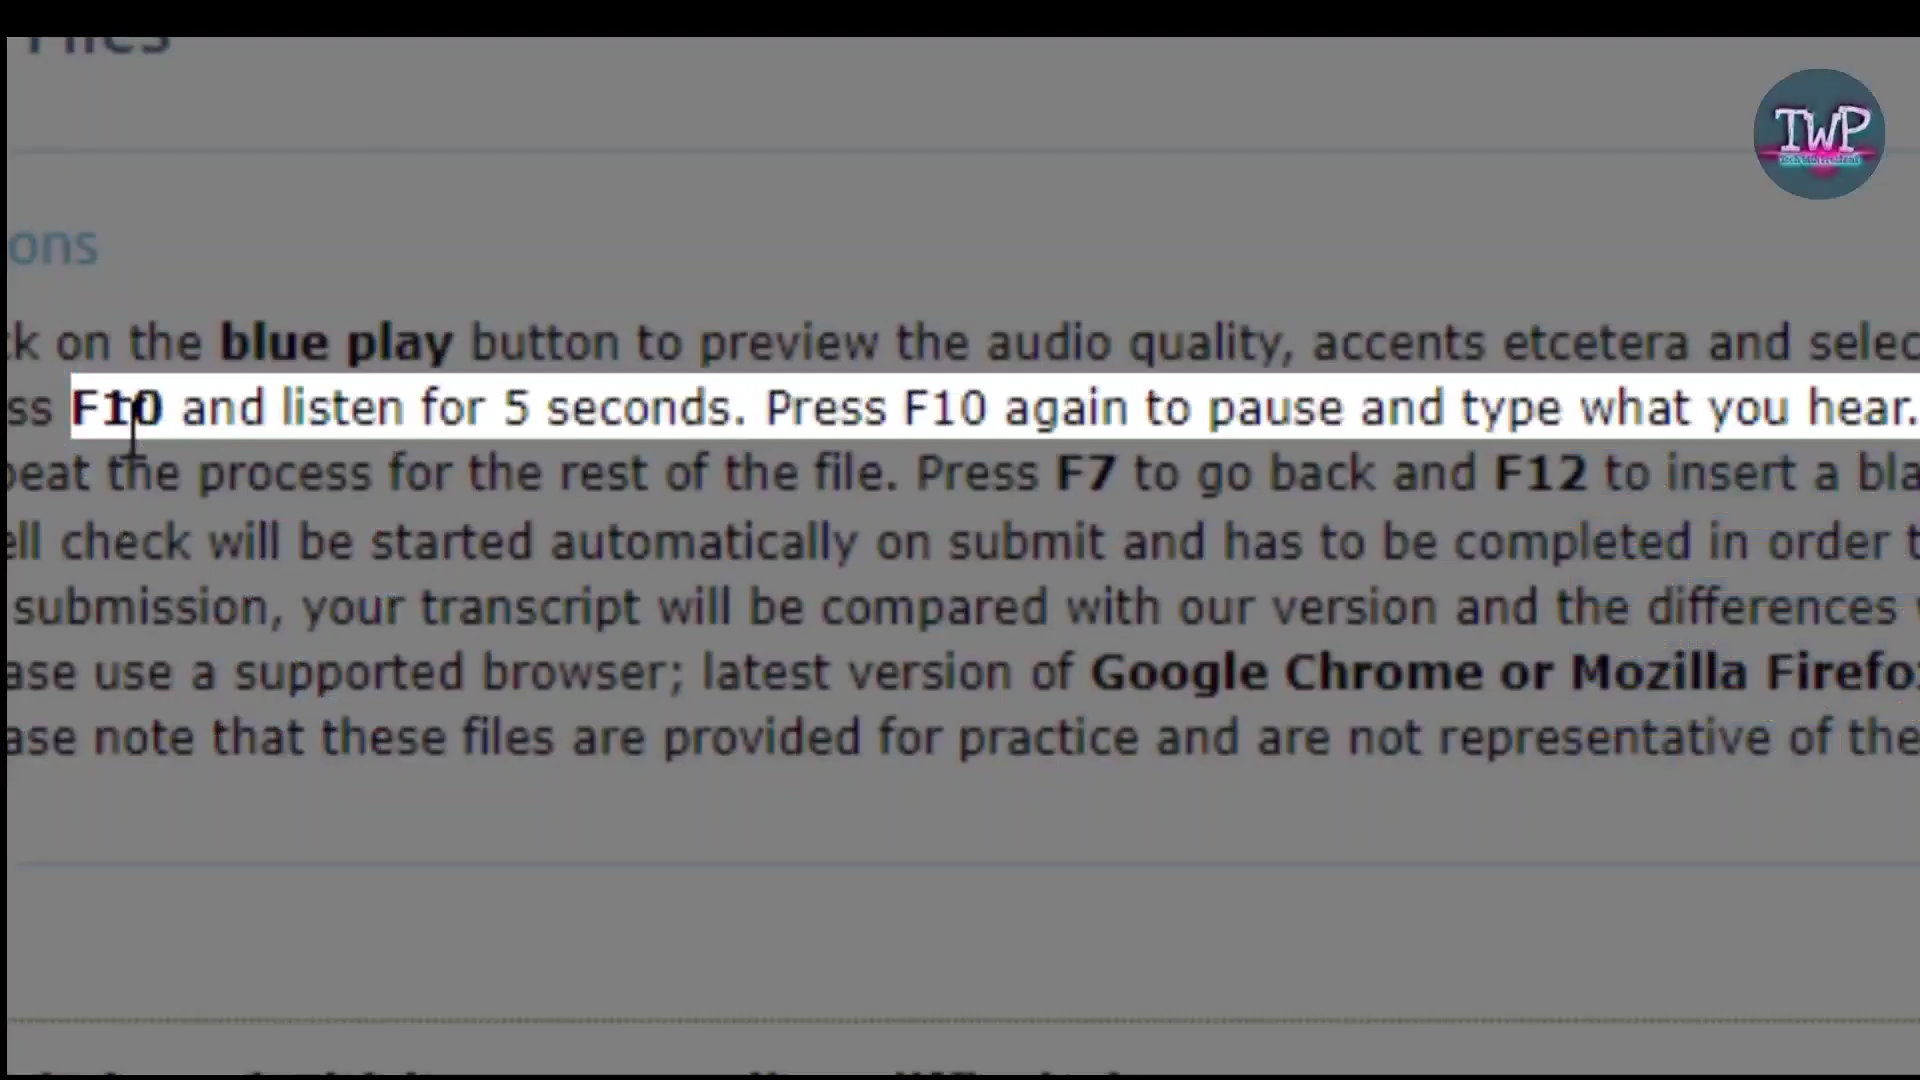 Files
TWP
ons
ck on the blue play button to preview the audio quality, accents etcetera and selec
ss F10 and listen for 5 seconds. Press F10 again to pause and type what you hear.
peat the process for the rest of the file. Press F7 to go back and F12 to insert a bla
ell check will be started automatically on submit and has to be completed in order t
submission, your transcript will be compared with our version and the differences
ase use a supported browser; latest version of Google Chrome or Mozilla Firefo
ase note that these files are provided for practice and are not representative of the